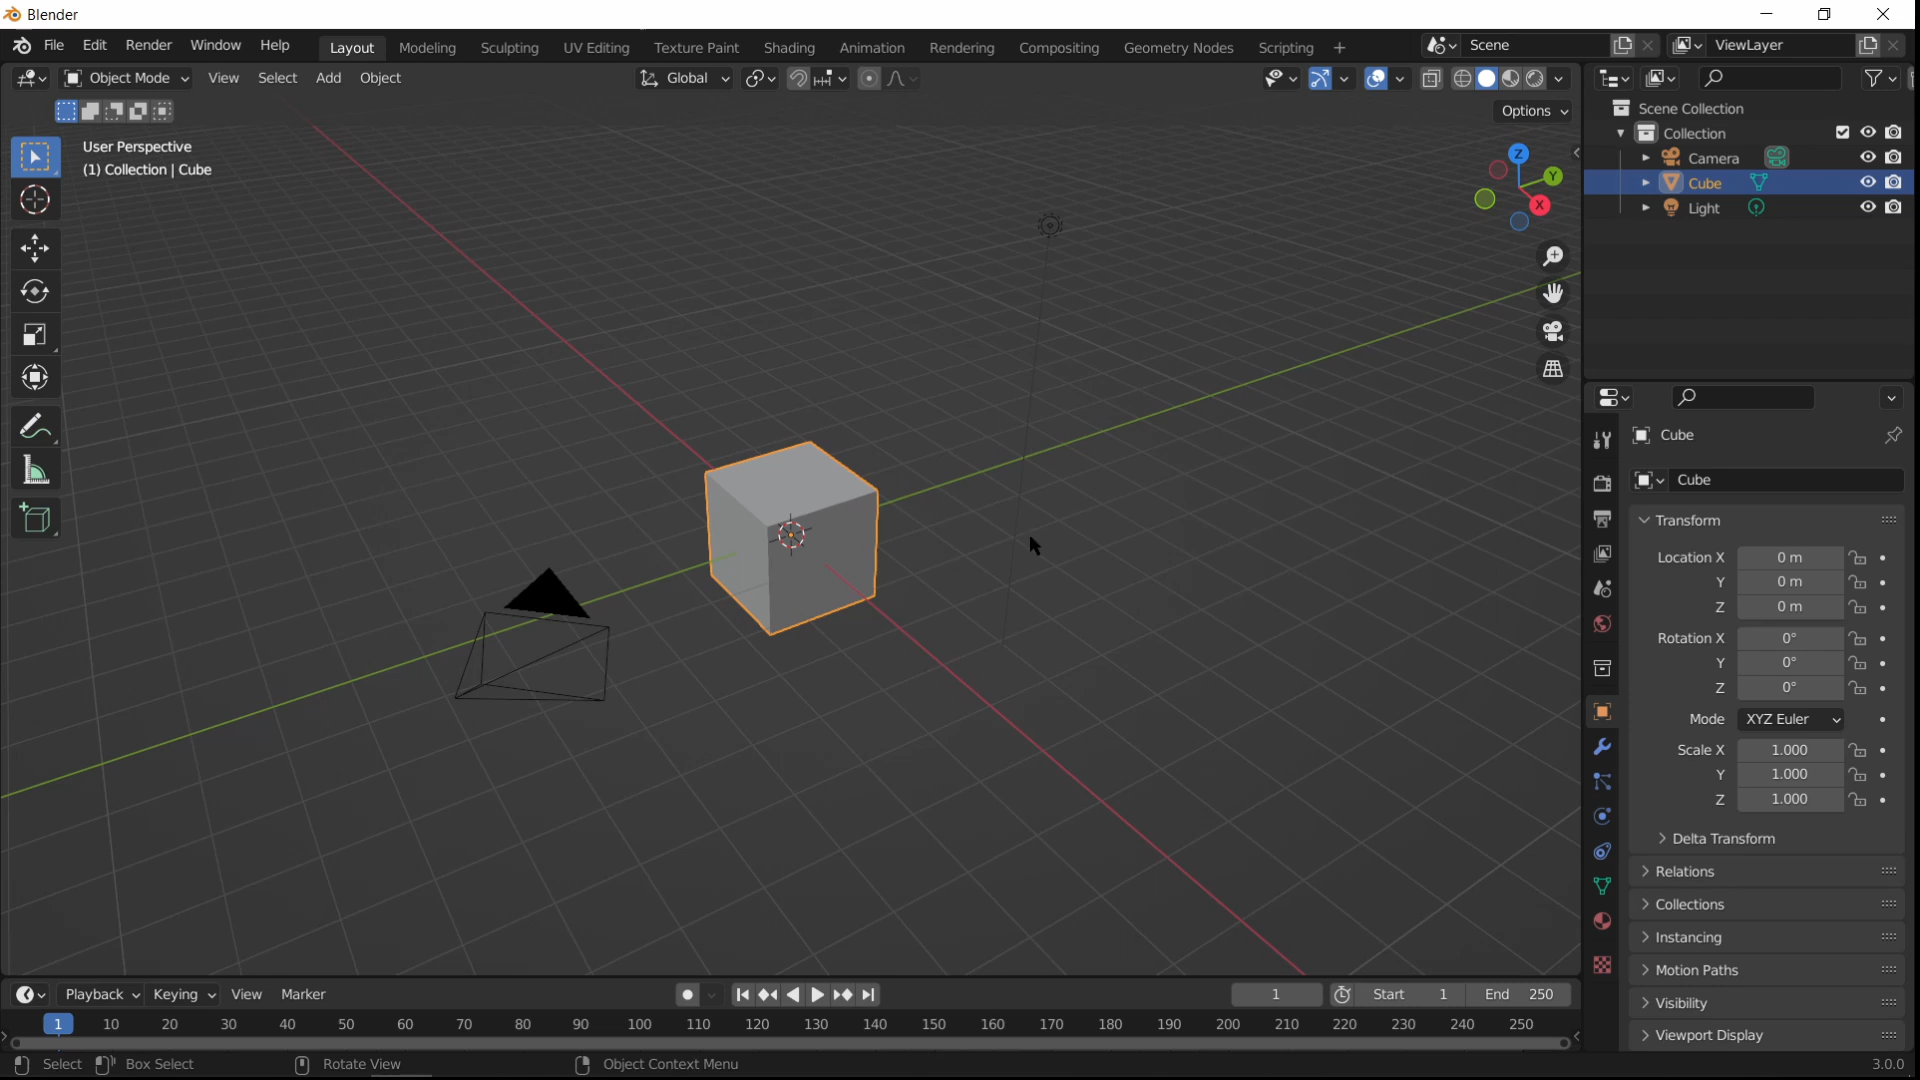 Blender
File Edit Render Window Help Layout Modeling Sculpting UV Editing Texture Paint Shading Animation Rendering Compositing Geometry Nodes Scripting + Scene ViewLayer
Object Mode View Select Add Object Global
Options
User Perspective
(1) Collection | Cube
Z
Y
X
Scene Collection
Collection
Camera
Cube
Light
Cube
Cube
Transform
Location X 0 m
Y 0 m
Z 0 m
Rotation X 0°
Y 0°
Z 0°
Mode XYZ Euler
Scale X 1.000
Y 1.000
Z 1.000
Delta Transform
Relations
Collections
Instancing
Motion Paths
Visibility
Viewport Display
Playback Keying View Marker 1 Start 1 End 250
1 10 20 30 40 50 60 70 80 90 100 110 120 130 140 150 160 170 180 190 200 210 220 230 240 250
Select Box Select Rotate View Object Context Menu 3.0.0